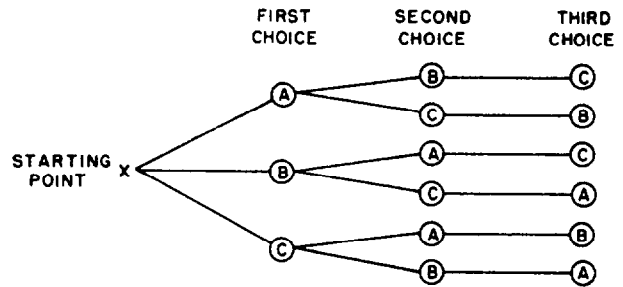 FIRST CHOICE
SECOND CHOICE
THIRD CHOICE
B C
A
C B
A C
STARTING POINT X B
C A
A B
C
B A